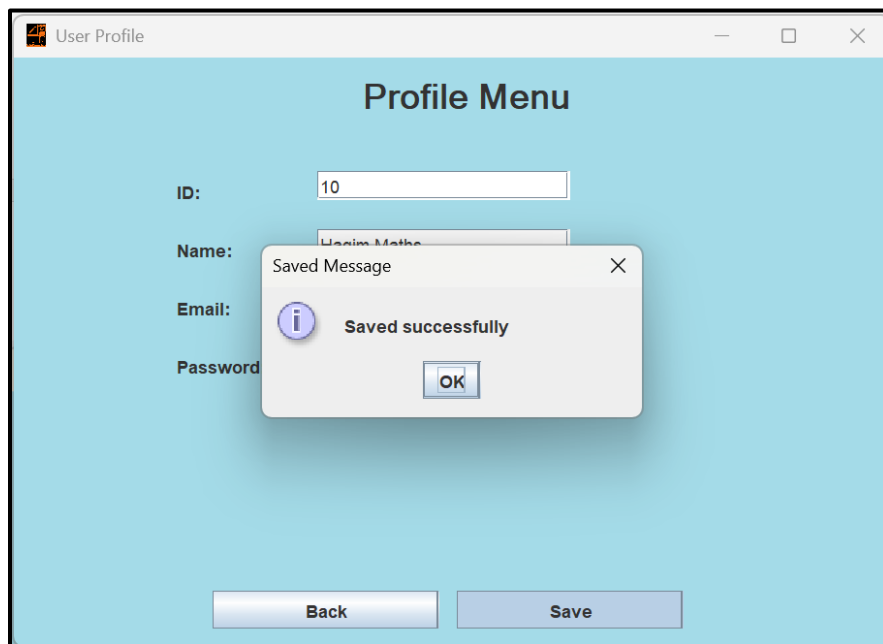 User Profile
Profile Menu
ID:
10
Name:
Saved Message
Email:
Saved successfully
Password
OK
Back
Save